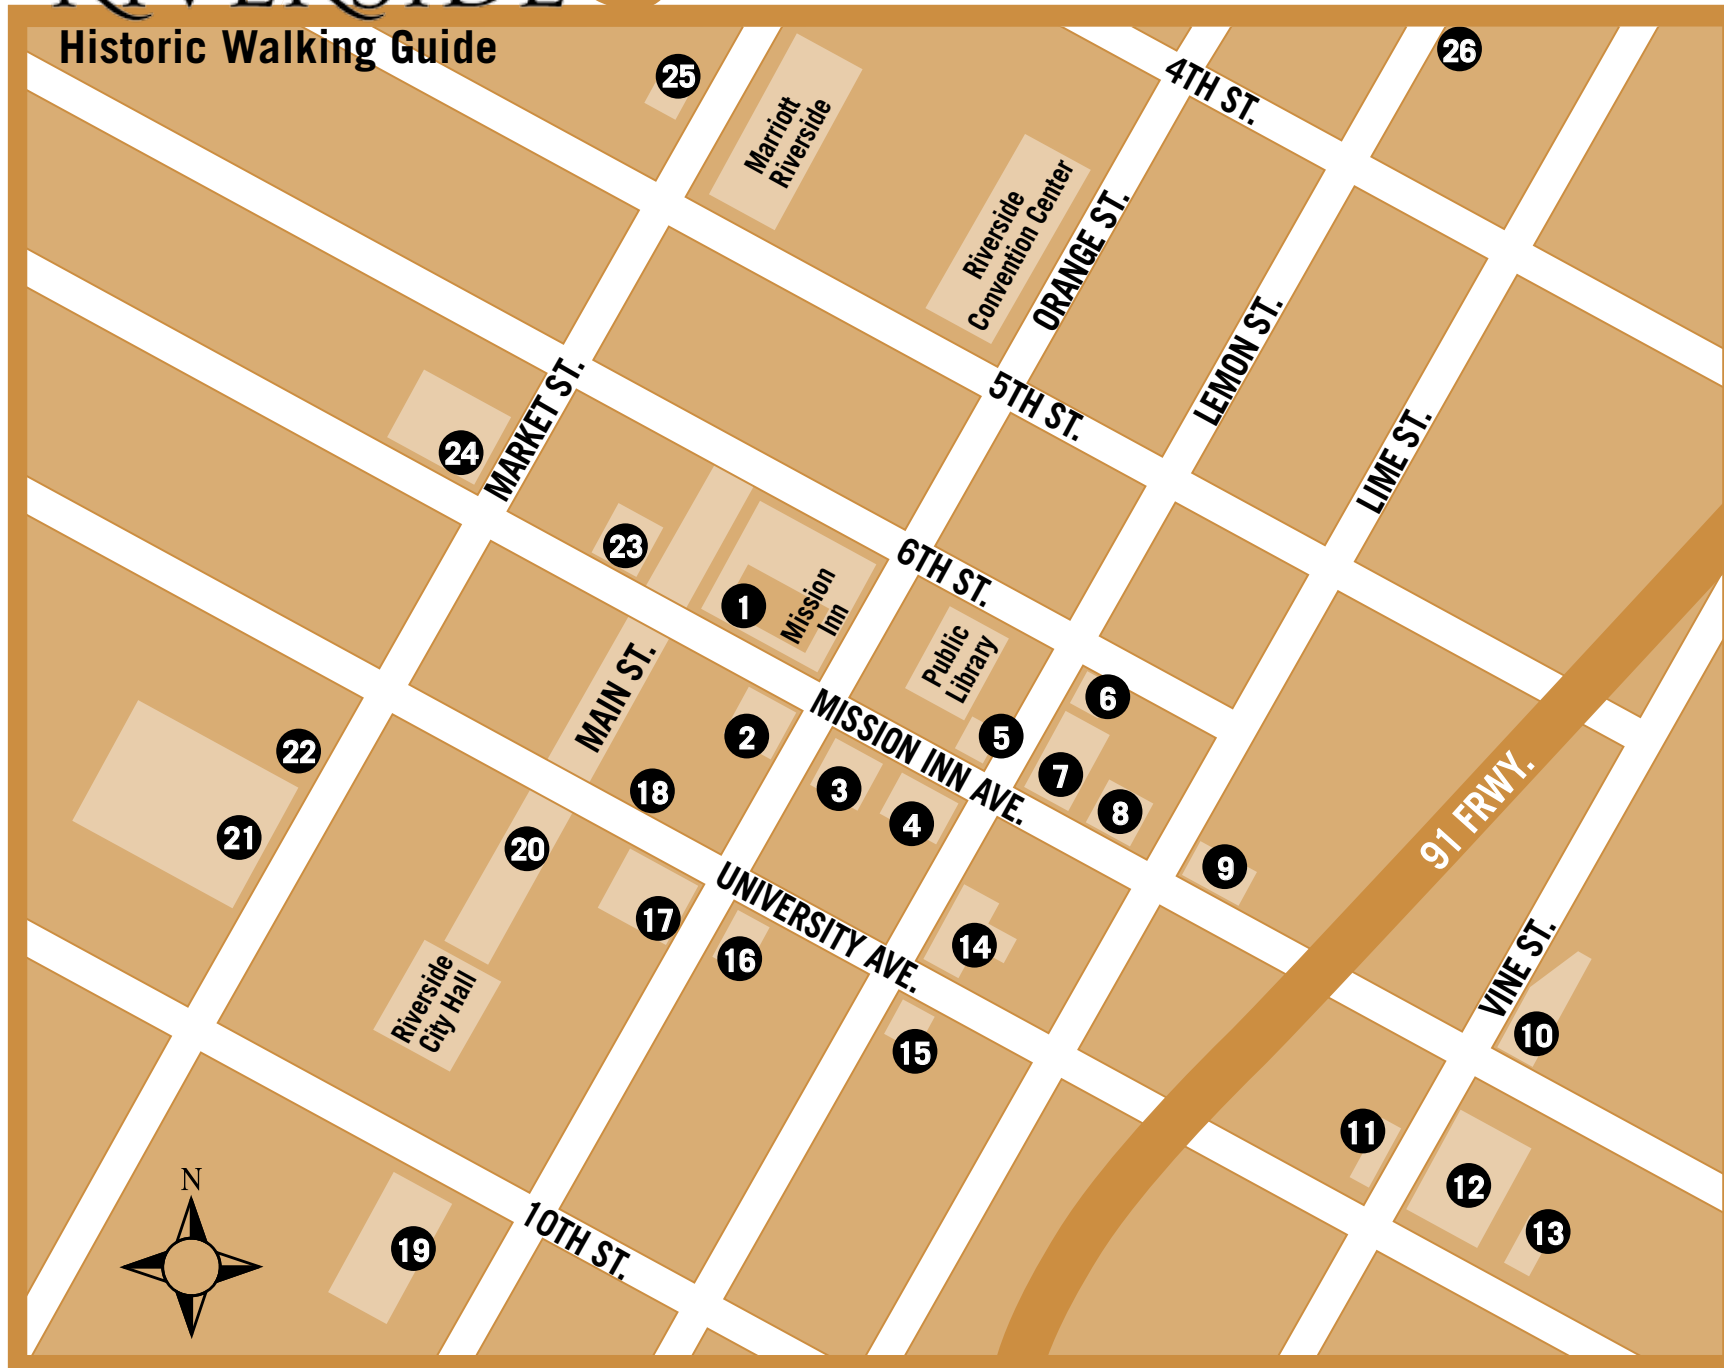 RIVERSIDE
Historic Walking Guide
25
26
4TH ST.
Marriott
Riverside
Riverside
Convention Center
ORANGE ST.
LEMON ST.
5TH ST.
LIME ST.
MARKET ST.
24
23
6TH ST.
1
Mission
Inn
Public
Library
MAIN ST.
6
5
2
MISSION INN AVE.
22
7
3
18
8
4
91 FRWY.
21
20
9
17
UNIVERSITY AVE.
16
14
VINE ST.
Riverside
City Hall
10
15
11
12
N
13
19
10TH ST.